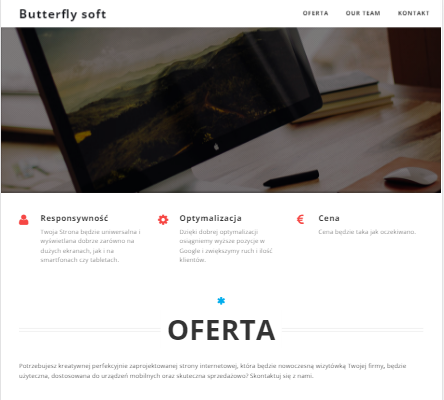 Butterfly soft
OFERTA OUR TEAM KONTAKT
Responsywność
Twoja Strona będzie uniwersalna i
wyświetlana dobrze zarówno na
dużych ekranach, jak i na
smartfonach czy tabletach.
Optymalizacja
Dzięki dobrej optymalizacji
osiągniemy wyższe pozycje w
Google i zwiększymy ruch i ilość
klientów.
Cena
Cena będzie taka jak oczekiwano.
OFERTA
Potrzebujesz kreatywnej perfekcyjnie zaprojektowanej strony internetowej, która będzie nowoczesną wizytówką Twojej firmy, będzie
użyteczna, dostosowana do urządzeń mobilnych oraz skuteczna sprzedażowo? Skontaktuj się z nami.